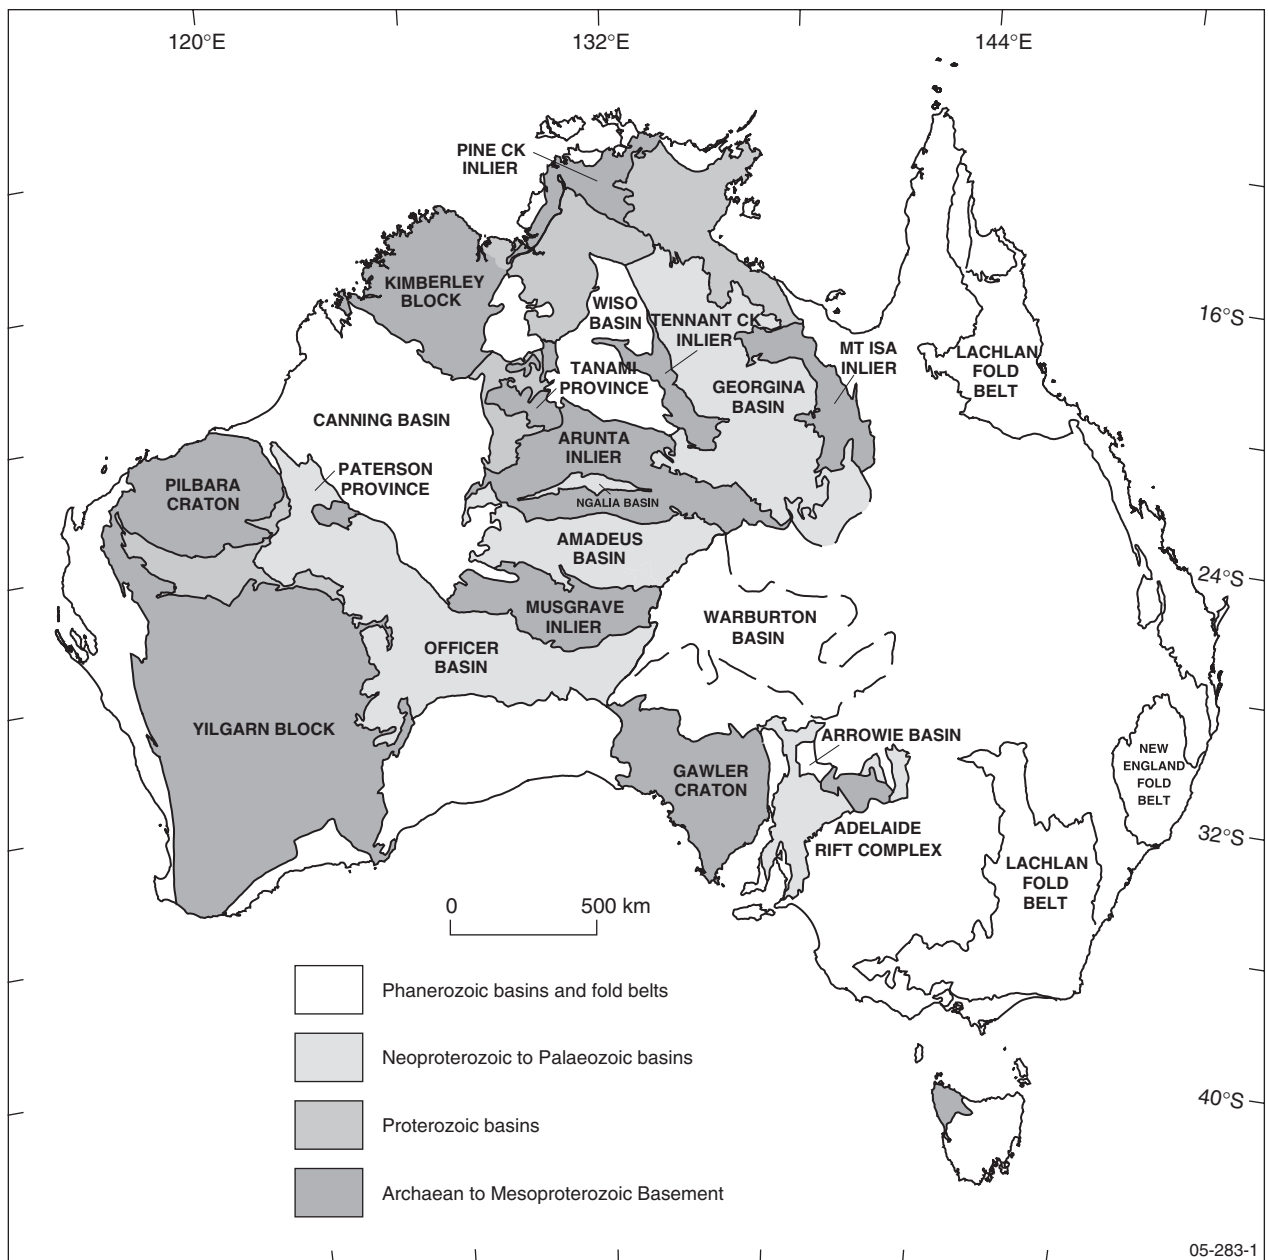 120°E
132°E
144°E
PINE CK
INLIER
KIMBERLEY
BLOCK
WISO
BASIN
TENNANT CK
INLIER
16°S
MT ISA
INLIER
LACHLAN
FOLD
BELT
TANAMI
PROVINCE
GEORGINA
BASIN
CANNING BASIN
ARUNTA
INLIER
PATERSON
PROVINCE
PILBARA
CRATON
NGALIA BASIN
AMADEUS
BASIN
24°S
MUSGRAVE
INLIER
WARBURTON
BASIN
OFFICER
BASIN
YILGARN BLOCK
ARROWIE BASIN
NEW
ENGLAND
FOLD
BELT
GAWLER
CRATON
ADELAIDE
RIFT COMPLEX
32°S
LACHLAN
FOLD
BELT
0 500 km
Phanerozoic basins and fold belts
Neoproterozoic to Palaeozoic basins
40°S
Proterozoic basins
Archaean to Mesoproterozoic Basement
05-283-1